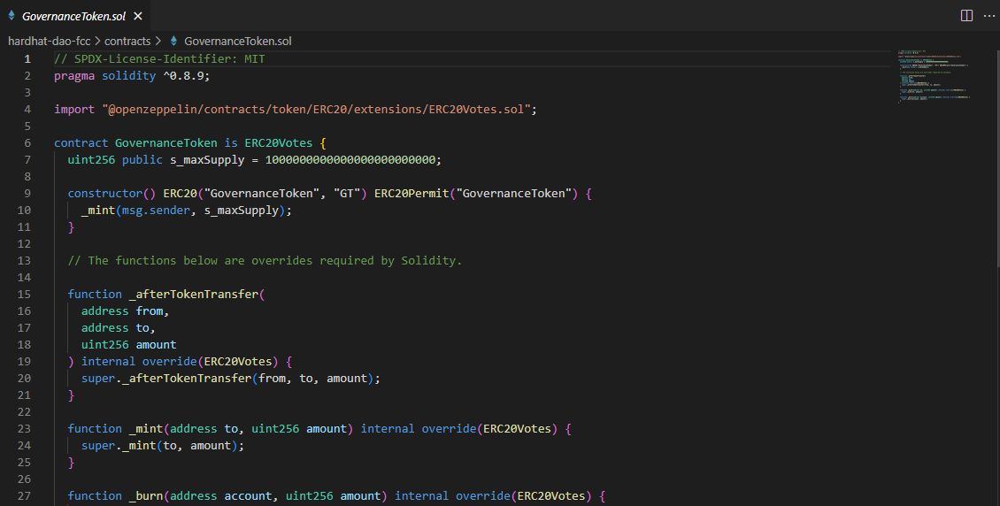 GovernanceToken.sol
hardhat-dao-fcc > contracts > GovernanceToken.sol
1 // SPDX-License-Identifier: MIT
2 pragma solidity ^0.8.9;
3
4 import "@openzeppelin/contracts/token/ERC20/extensions/ERC20Votes.sol";
5
6 contract GovernanceToken is ERC20Votes {
7 uint256 public s_maxSupply = 1000000000000000000000000;
8
9 constructor() ERC20("GovernanceToken", "GT") ERC20Permit("GovernanceToken") {
10 _mint(msg.sender, s_maxSupply);
11 }
12
13 // The functions below are overrides required by Solidity.
14
15 function _afterTokenTransfer(
16 address from,
17 address to,
18 uint256 amount
19 ) internal override(ERC20Votes) {
20 super._afterTokenTransfer(from, to, amount);
21 }
22
23 function _mint(address to, uint256 amount) internal override(ERC20Votes) {
24 super._mint(to, amount);
25 }
26
27 function _burn(address account, uint256 amount) internal override(ERC20Votes) {